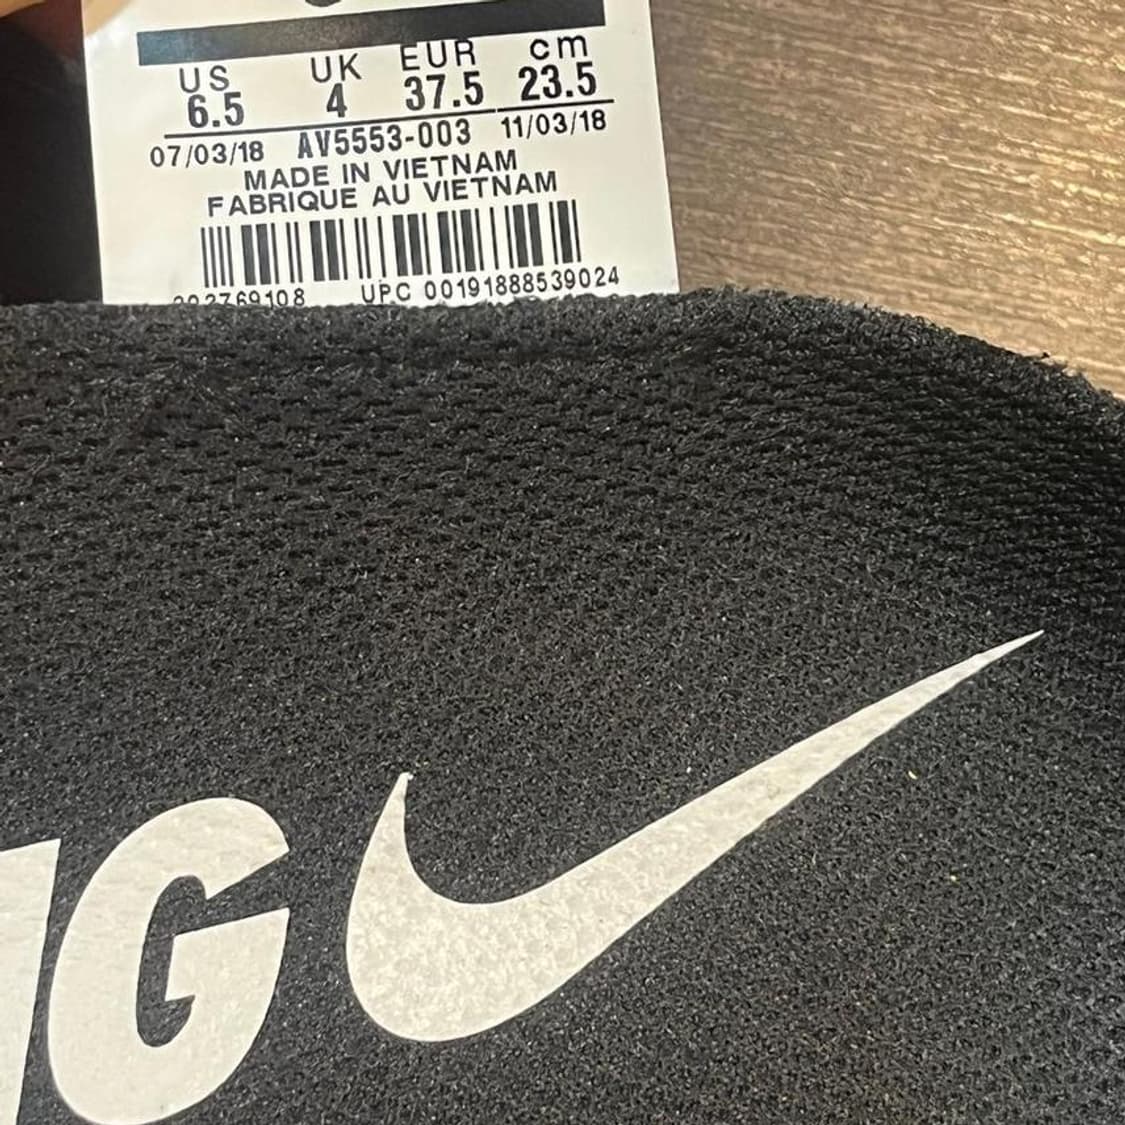 US UK EUR cm
6.5 4 37.5 23.5
07/03/18 AV5553-003 11/03/18
MADE IN VIETNAM
FABRIQUE AU VIETNAM
UPC 00191888539024
G